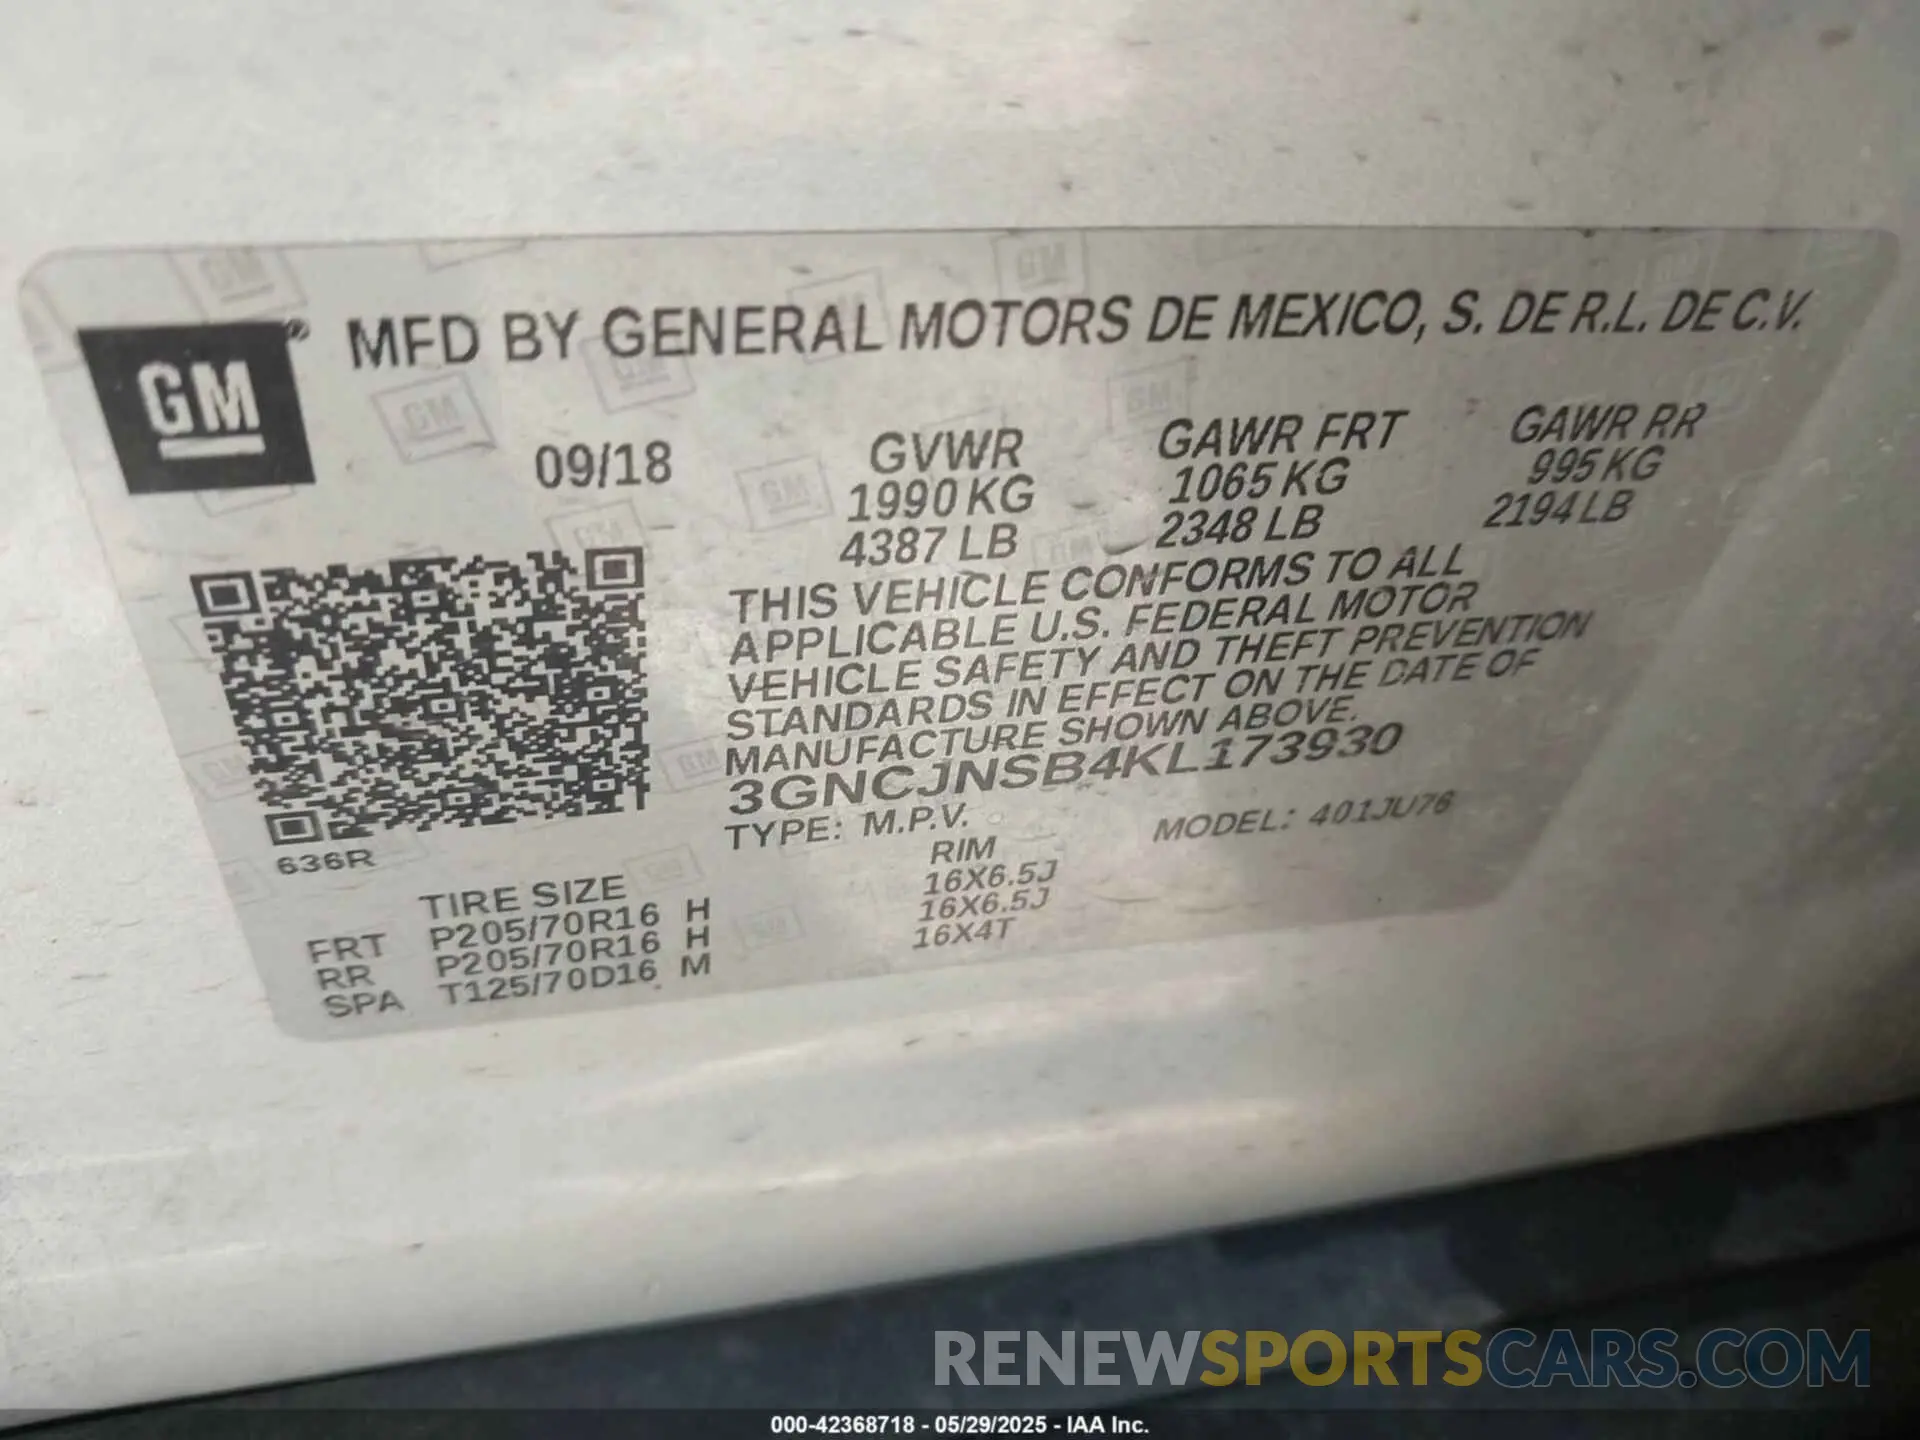 GM® MFD BY GENERAL MOTORS DE MEXICO, S. DE R.L. DE C.V.
09/18 GVWR GAWR FRT GAWR RR
1990 KG 1065 KG 995 KG
4387 LB 2348 LB 2194 LB
THIS VEHICLE CONFORMS TO ALL
APPLICABLE U.S. FEDERAL MOTOR
VEHICLE SAFETY AND THEFT PREVENTION
STANDARDS IN EFFECT ON THE DATE OF
MANUFACTURE SHOWN ABOVE.
3GNCJNSB4KL173930
TYPE: M.P.V. MODEL: 401JU76
636R
TIRE SIZE RIM
FRT P205/70R16 H 16X6.5J
RR P205/70R16 H 16X6.5J
SPA T125/70D16 M 16X4T
RENEWSPORTSCARS.COM
000-42368718 - 05/29/2025 - IAA Inc.